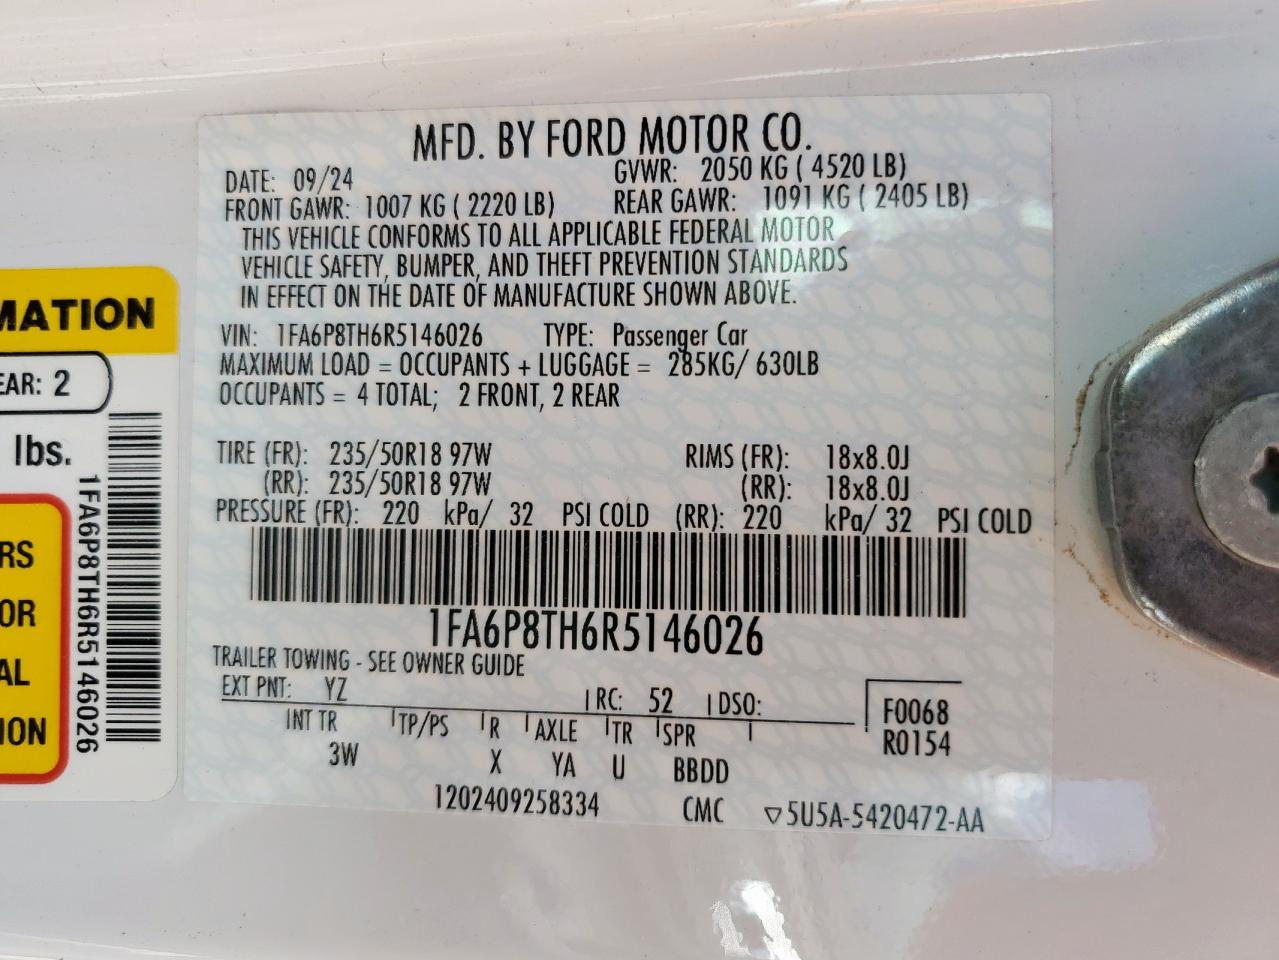 MFD. BY FORD MOTOR CO.
DATE: 09/24 GVWR: 2050 KG ( 4520 LB)
FRONT GAWR: 1007 KG ( 2220 LB) REAR GAWR: 1091 KG ( 2405 LB)
THIS VEHICLE CONFORMS TO ALL APPLICABLE FEDERAL MOTOR
VEHICLE SAFETY, BUMPER, AND THEFT PREVENTION STANDARDS
IN EFFECT ON THE DATE OF MANUFACTURE SHOWN ABOVE.
VIN: 1FA6P8TH6R5146026 TYPE: Passenger Car
MAXIMUM LOAD = OCCUPANTS + LUGGAGE = 285KG/ 630LB
OCCUPANTS = 4 TOTAL; 2 FRONT, 2 REAR
TIRE (FR): 235/50R18 97W RIMS (FR): 18x8.0J
(RR): 235/50R18 97W (RR): 18x8.0J
PRESSURE (FR): 220 kPa/ 32 PSI COLD (RR): 220 kPa/ 32 PSI COLD
1FA6P8TH6R5146026
TRAILER TOWING - SEE OWNER GUIDE
EXT PNT: YZ RC: 52 DSO:
F0068
INT TR TP/PS R AXLE TR SPR
R0154
3W X YA U BBDD
1202409258334 CMC ▽5U5A-5420472-AA
MATION
EAR: 2
lbs.
1FA6P8TH6R5146026
RS
OR
AL
ION